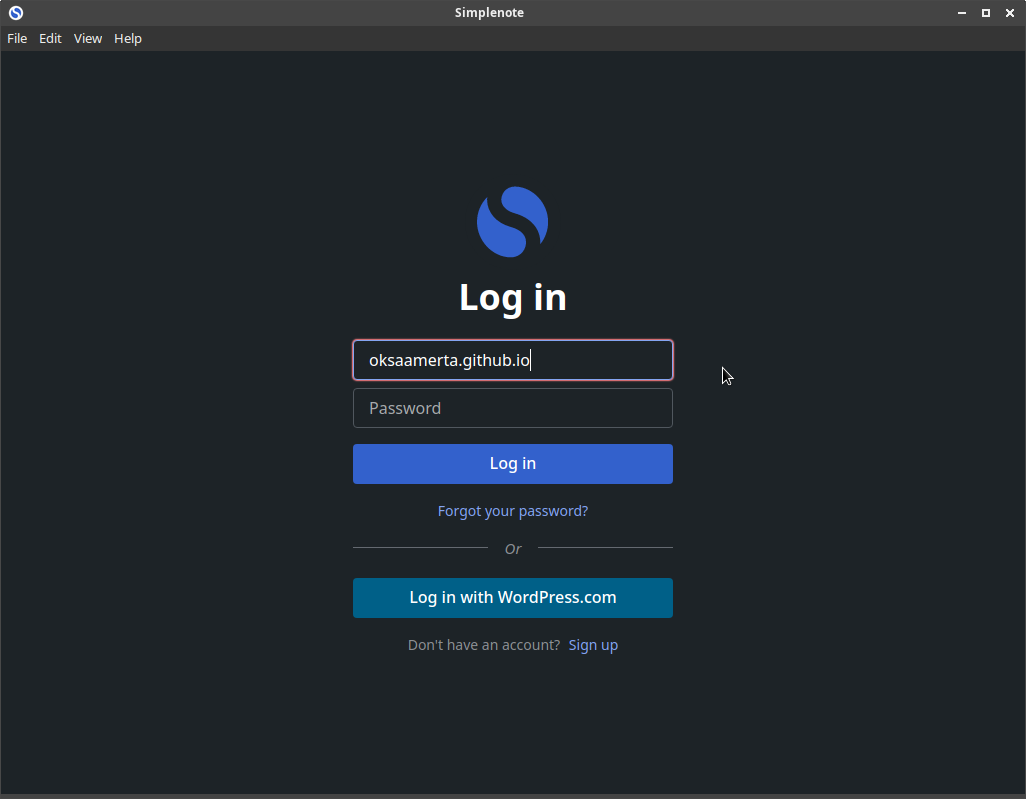 Simplenote
File Edit View Help
Log in
oksaamerta.github.io
Password
Log in
Forgot your password?
Or
Log in with WordPress.com
Don't have an account? Sign up